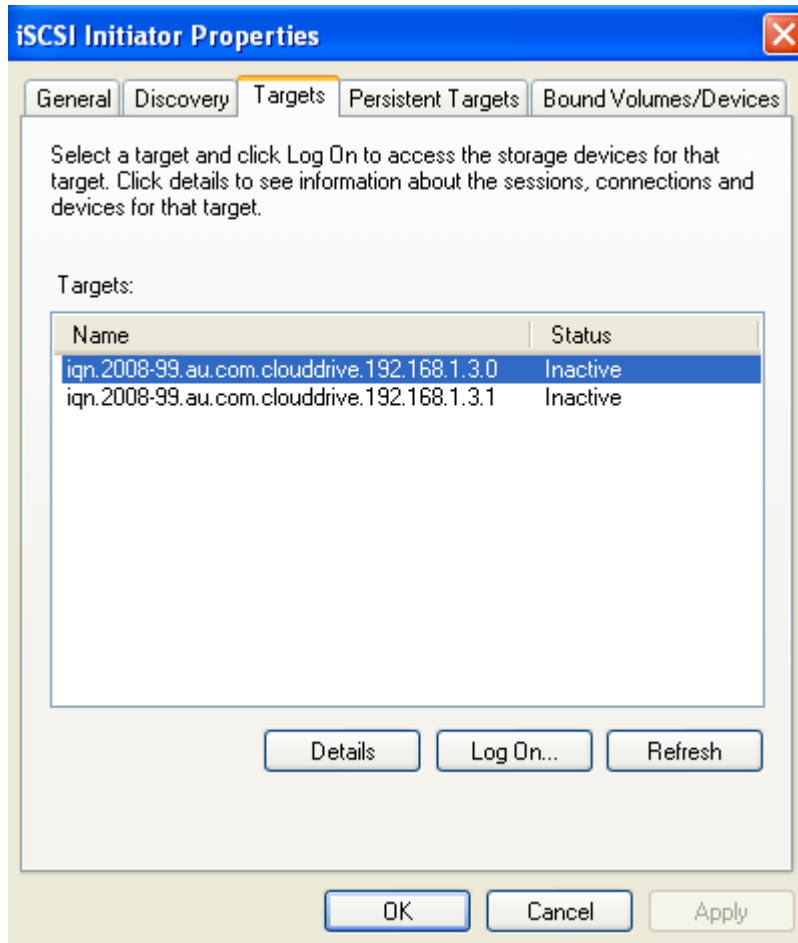 iSCSI Initiator Properties
General Discovery Targets Persistent Targets Bound Volumes/Devices
Select a target and click Log On to access the storage devices for that
target. Click details to see information about the sessions, connections and
devices for that target.
Targets:
Name Status
iqn.2008-99.au.com.clouddrive.192.168.1.3.0 Inactive
iqn.2008-99.au.com.clouddrive.192.168.1.3.1 Inactive
Details Log On... Refresh
OK Cancel Apply